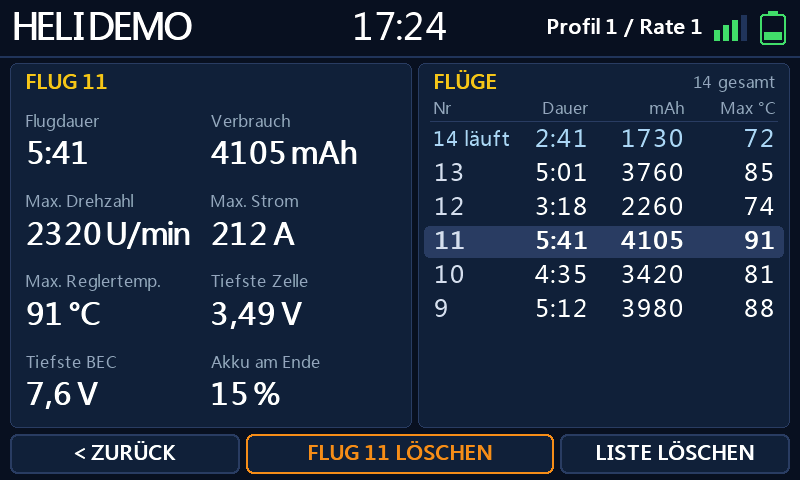 HELI DEMO 17:24 Profil 1 / Rate 1
FLUG 11
Flugdauer Verbrauch
5:41 4105 mAh
Max. Drehzahl Max. Strom
2320 U/min 212 A
Max. Reglertemp. Tiefste Zelle
91 °C 3,49 V
Tiefste BEC Akku am Ende
7,6 V 15 %
FLÜGE 14 gesamt
Nr Dauer mAh Max °C
14 läuft 2:41 1730 72
13 5:01 3760 85
12 3:18 2260 74
11 5:41 4105 91
10 4:35 3420 81
9 5:12 3980 88
< ZURÜCK FLUG 11 LÖSCHEN LISTE LÖSCHEN